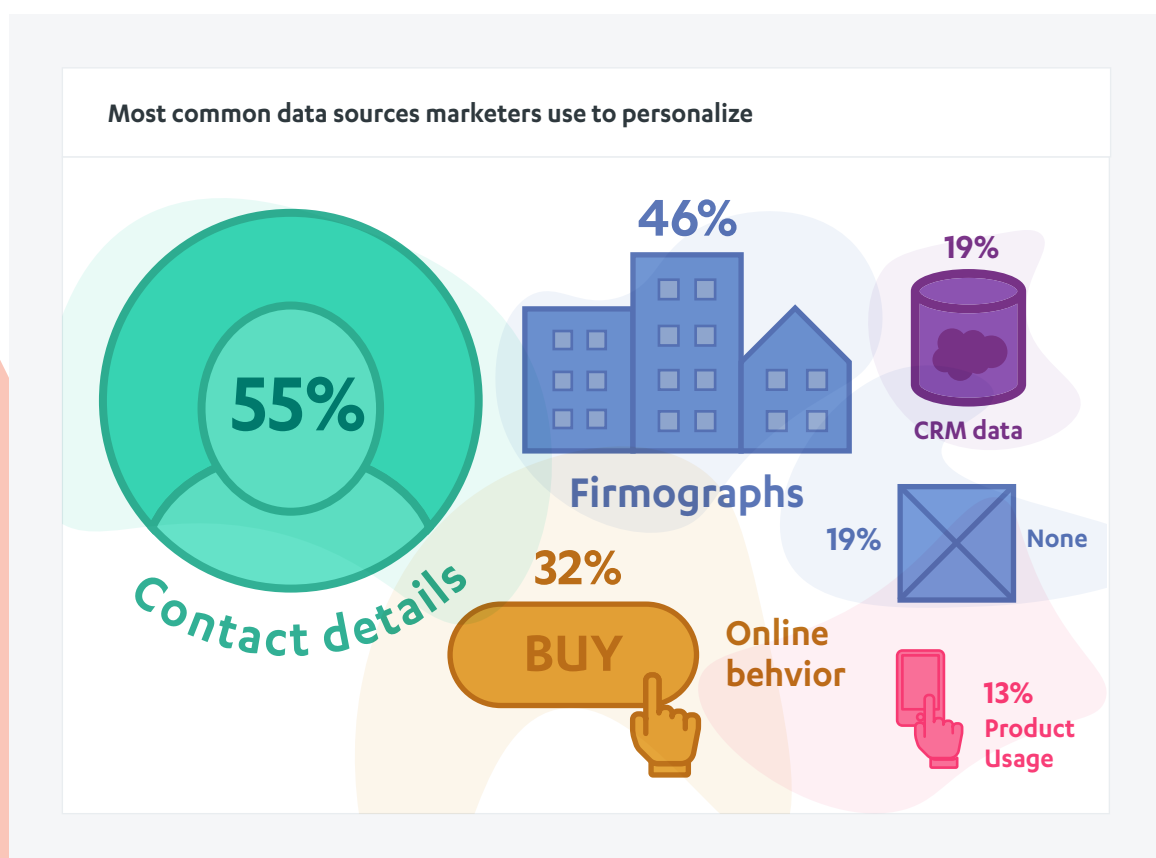 Most common data sources marketers use to personalize
55%
Contact details
46%
Firmographs
19%
CRM data
19%
None
32%
BUY
Online
behvior
13%
Product
Usage